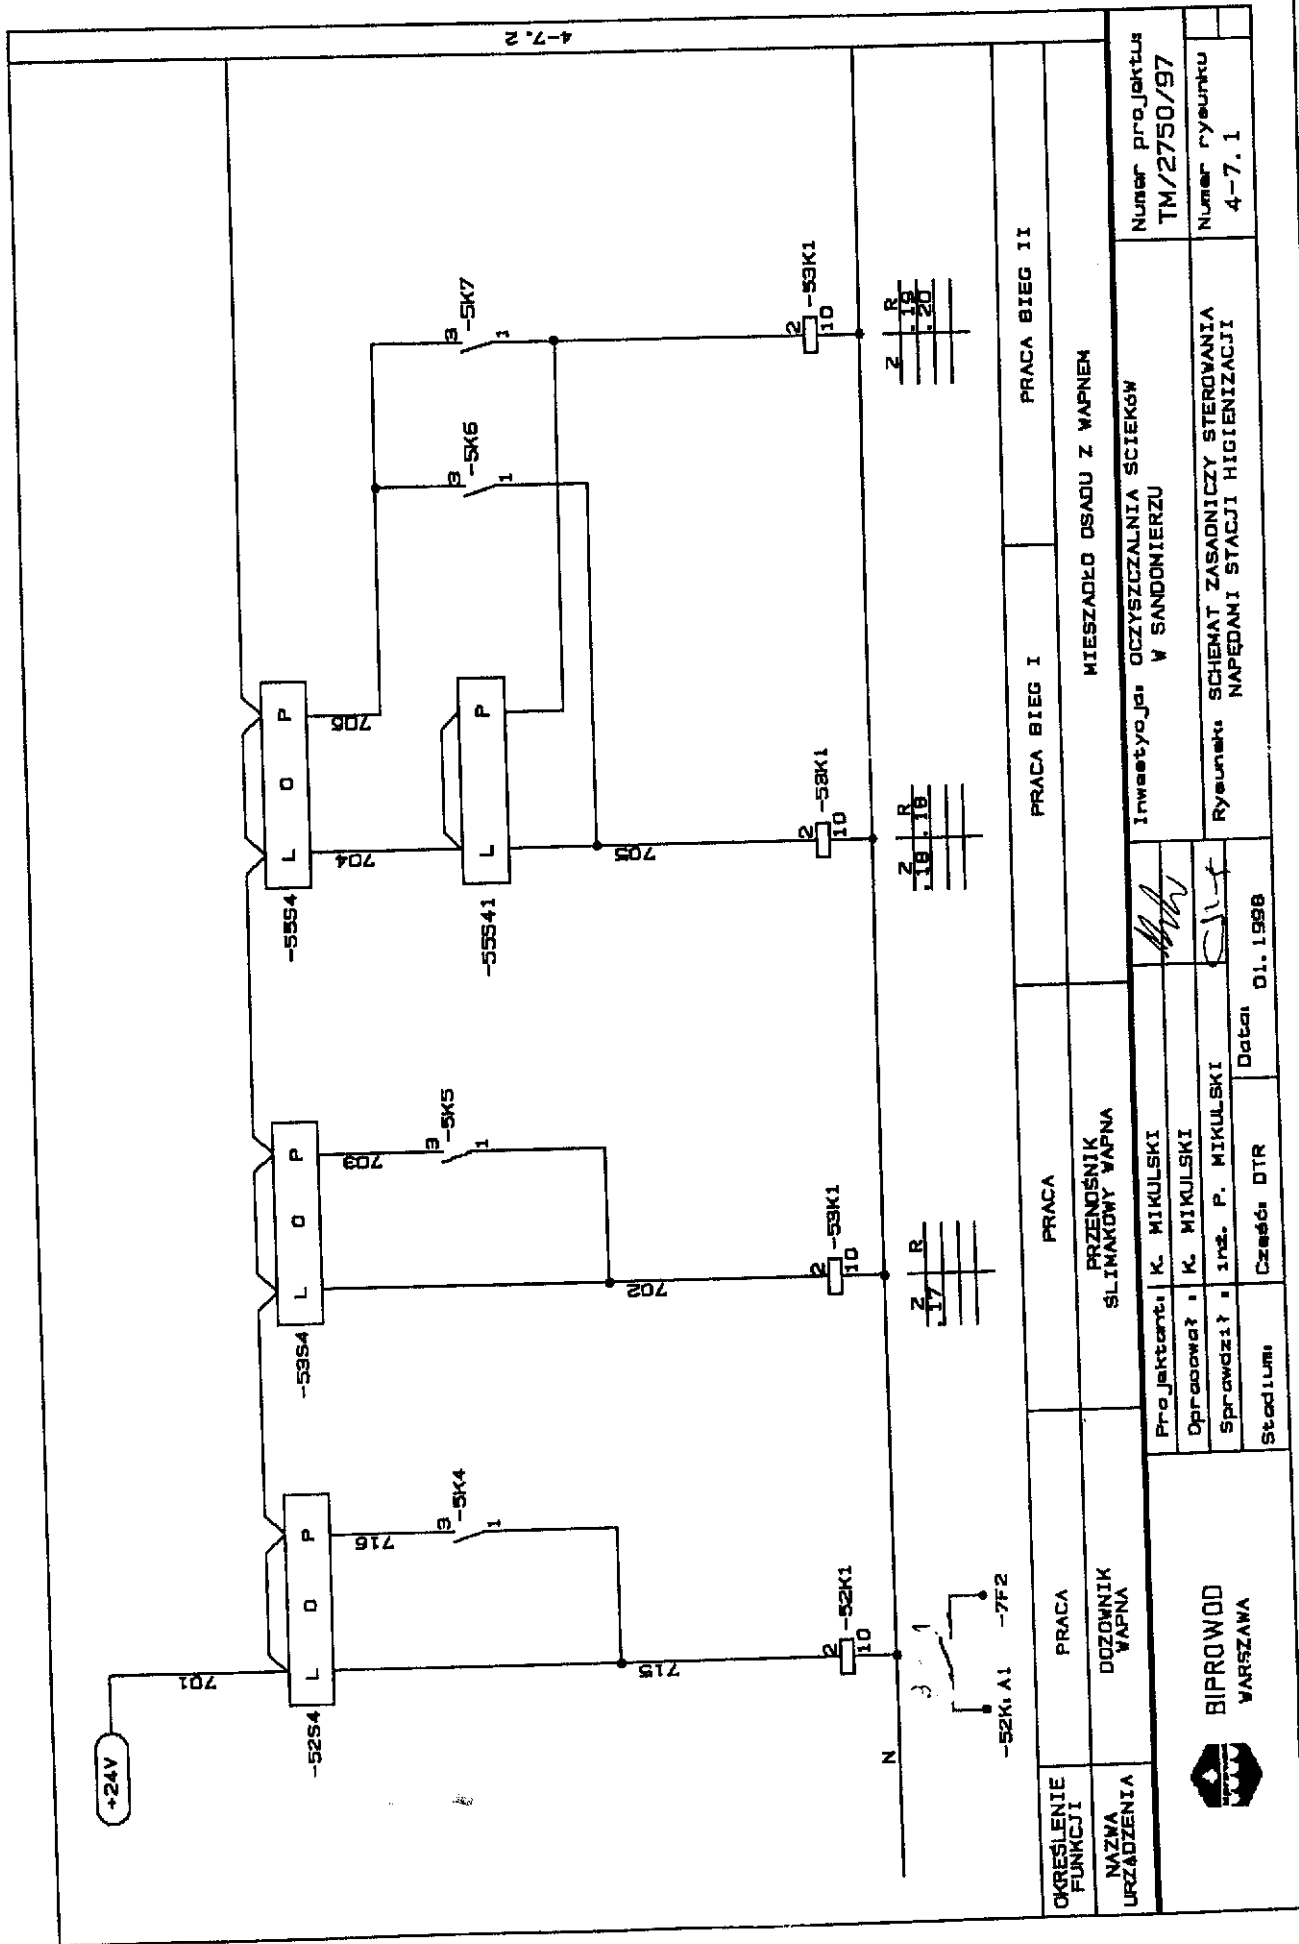 4-7.2
+24V
701
-52S4
L O P
716
3
-5K4
1
715
2
-52K1
10
N
3 1
-52K:A1
-7F2
-53S4
L O P
703
3
-5K5
1
702
2
-53K1
10
Z R
.17
-55S4
L O P
704
706
-55S41
L P
705
3
-5K6
1
3
-5K7
1
2
10
Z R
.18 .18
2
-59K1
10
Z R
.19
.20
OKREŚLENIE
FUNKCJI
PRACA
PRACA
PRACA BIEG I
PRACA BIEG II
NAZWA
URZĄDZENIA
DOZOWNIK
WAPNA
PRZENOŚNIK
ŚLIMAKOWY WAPNA
MIESZADŁO OSADU Z WAPNEM
BIPROWOD
WARSZAWA
Projektant: K. MIKULSKI
Opracował : K. MIKULSKI
Sprawdził : inż. P. MIKULSKI
Stadium:
Część: DTR
Data: 01.1998
Inwestycja: OCZYSZCZALNIA ŚCIEKÓW
W SANDOMIERZU
Rysunek: SCHEMAT ZASADNICZY STEROWANIA
NAPĘDAMI STACJI HIGIENIZACJI
Numer projektu:
TM/2750/97
Numer rysunku
4-7.1